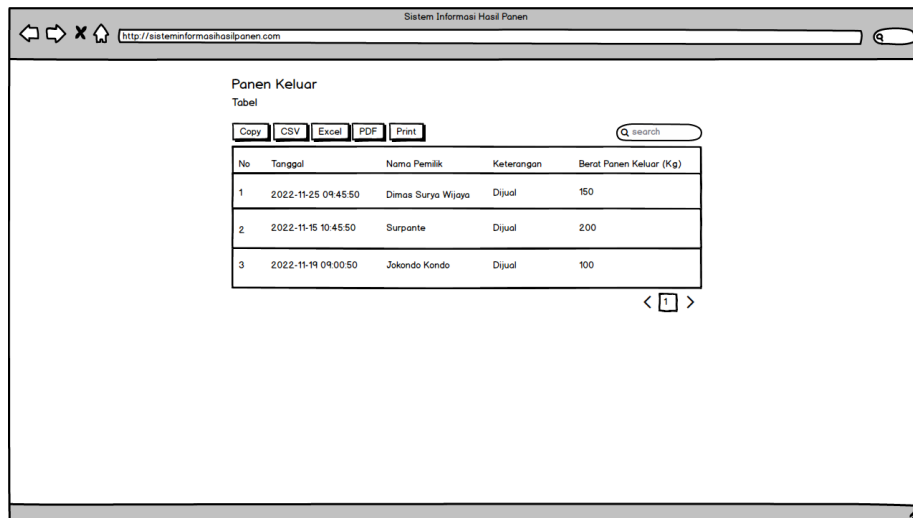 Sistem Informasi Hasil Panen
http://sisteminformasihasilpanen.com
Panen Keluar
Tabel
Copy CSV Excel PDF Print search
No Tanggal Nama Pemilik Keterangan Berat Panen Keluar (Kg)
1 2022-11-25 09:45:50 Dimas Surya Wijaya Dijual 150
2 2022-11-15 10:45:50 Surpante Dijual 200
3 2022-11-19 09:00:50 Jokondo Kondo Dijual 100
1